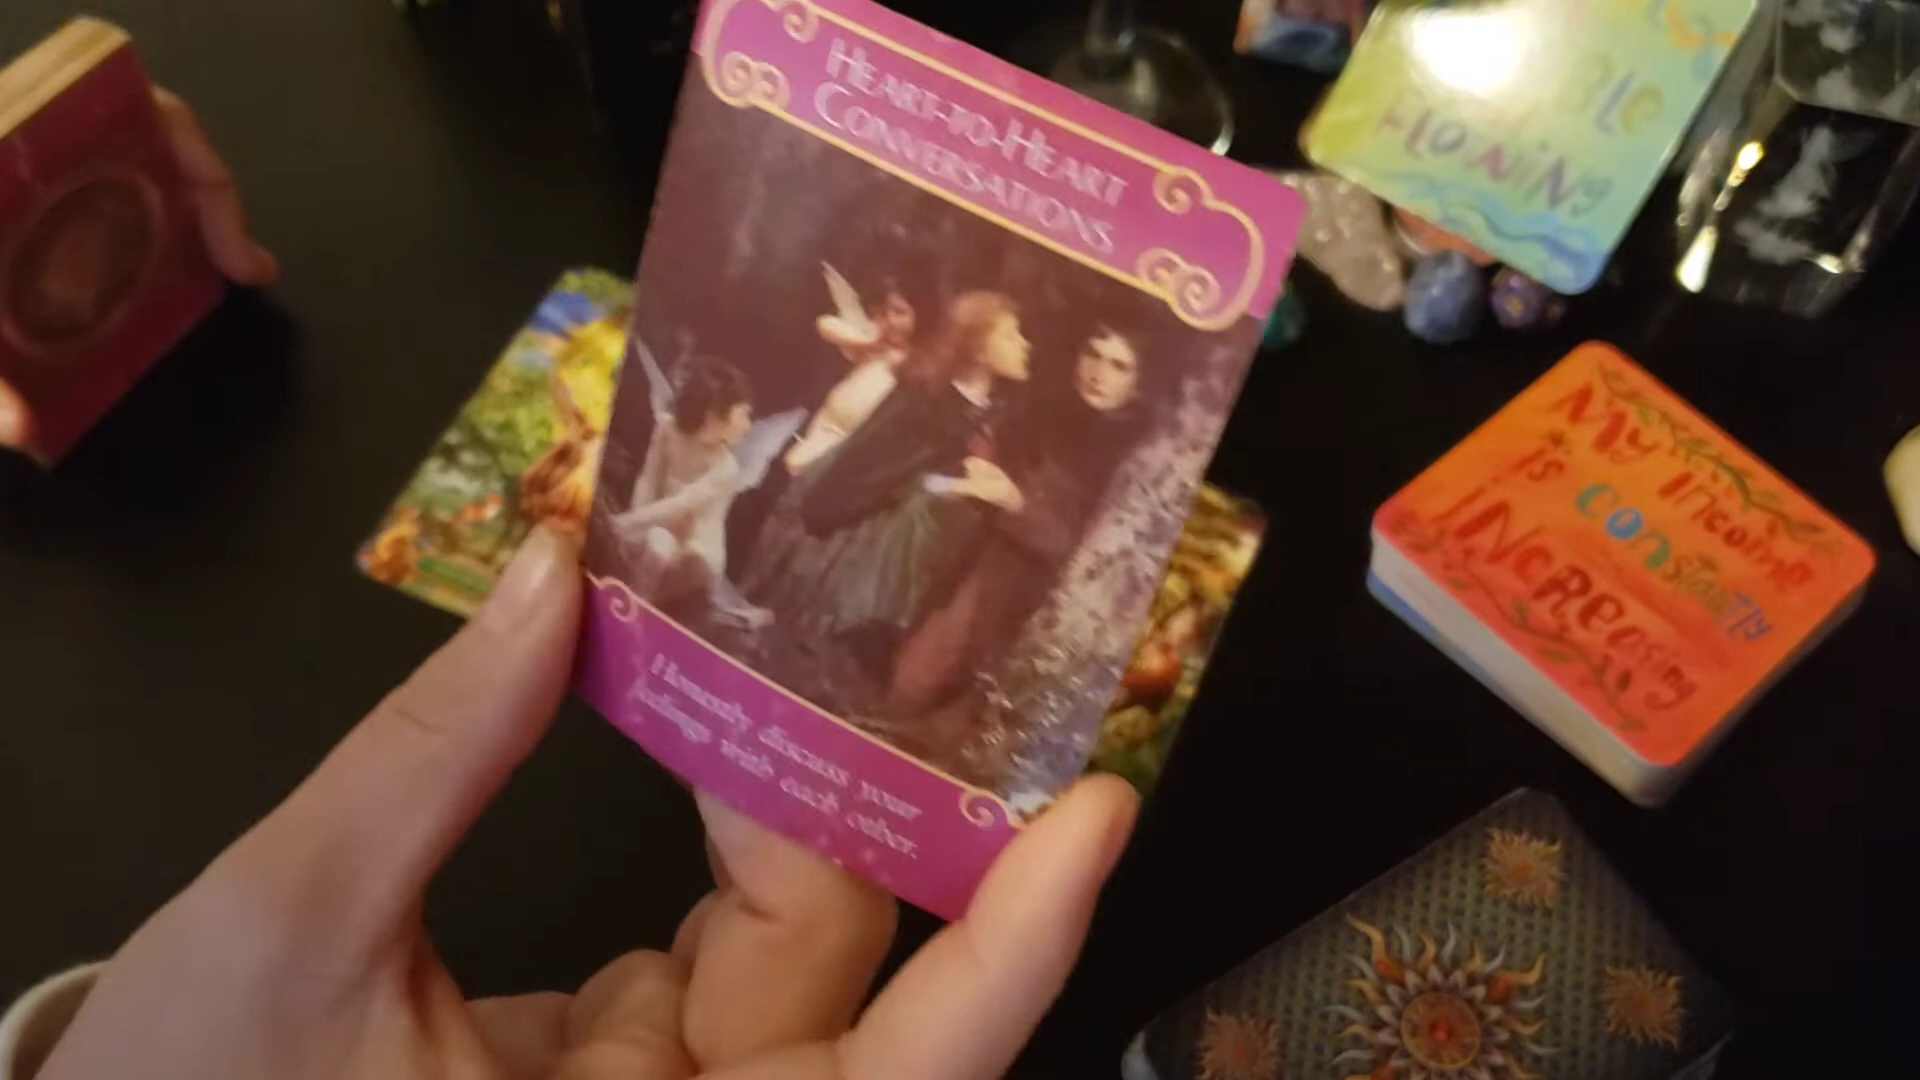 HEART-TO-HEART
CONVERSATIONS
Honestly discuss your
feelings with each other.
FLOWING
My income
is constantly
INCREasing